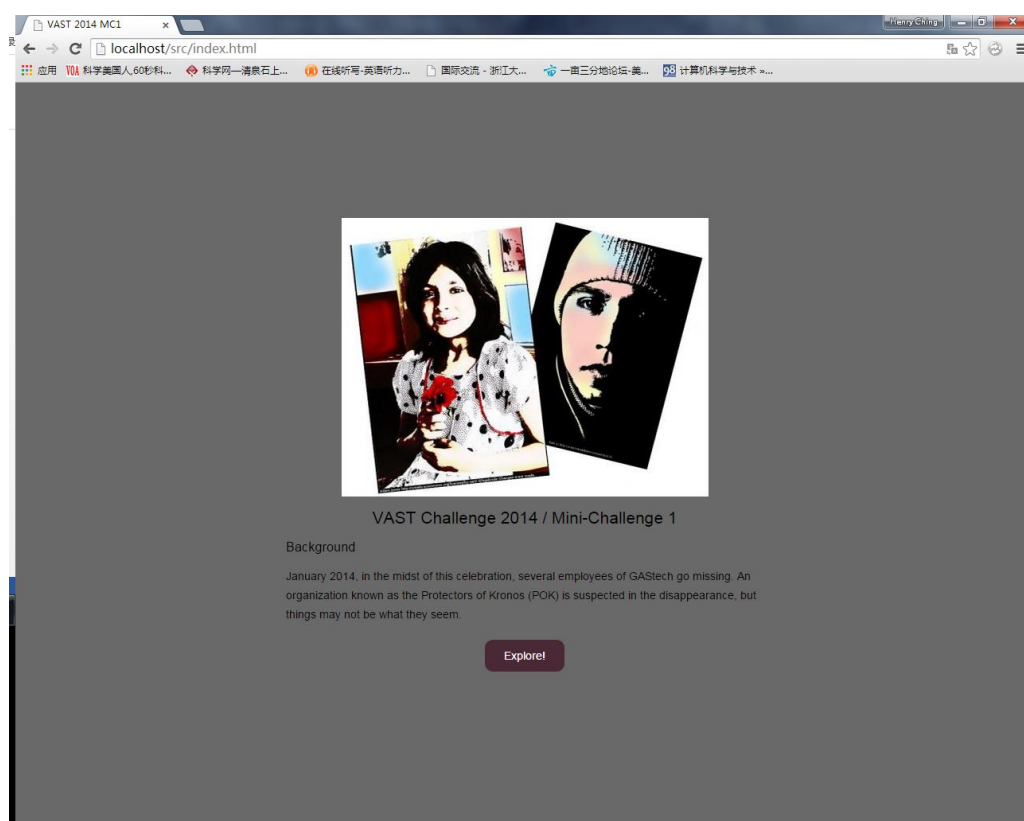 VAST 2014 MC1
Henry Ching
localhost/src/index.html
应用 VOA 科学美国人,60秒科... 科学网—清泉石上... 在线听写-英语听力... 国际交流 - 浙江大... 一亩三分地论坛-美... 98 计算机科学与技术 »...
VAST Challenge 2014 / Mini-Challenge 1
Background
January 2014, in the midst of this celebration, several employees of GAStech go missing. An
organization known as the Protectors of Kronos (POK) is suspected in the disappearance, but
things may not be what they seem.
Explore!